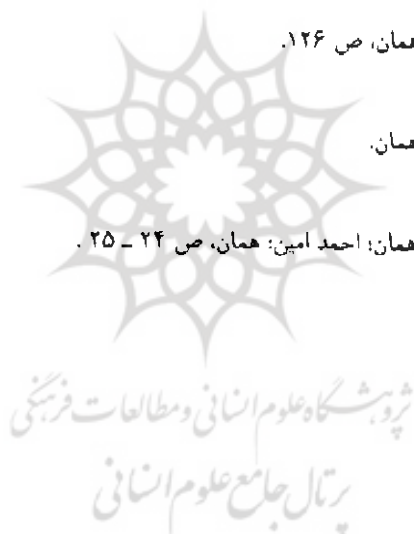 همان، ص ۱۲۶.
همان.
همان؛ احمد امین: همان، ص ۲۴ ـ ۲۵ .
پژوهشگاه علوم انسانی و مطالعات فرهنگی
پرتال جامع علوم انسانی